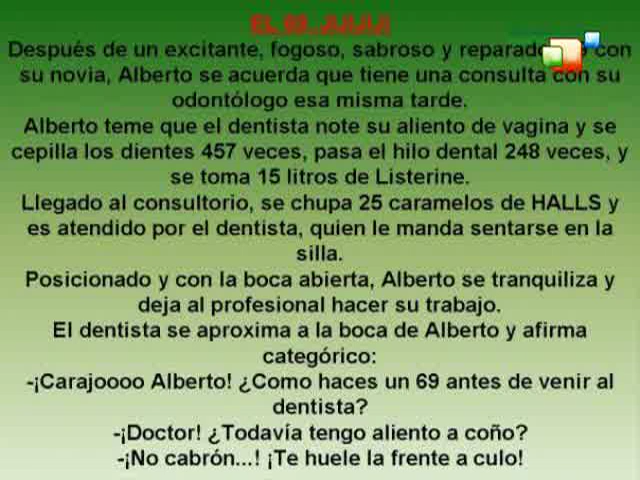 EL 69..JAJAJA
Después de un excitante, fogoso, sabroso y reparador 69 con
su novia, Alberto se acuerda que tiene una consulta con su
odontólogo esa misma tarde.
Alberto teme que el dentista note su aliento de vagina y se
cepilla los dientes 457 veces, pasa el hilo dental 248 veces, y
se toma 15 litros de Listerine.
Llegado al consultorio, se chupa 25 caramelos de HALLS y
es atendido por el dentista, quien le manda sentarse en la
silla.
Posicionado y con la boca abierta, Alberto se tranquiliza y
deja al profesional hacer su trabajo.
El dentista se aproxima a la boca de Alberto y afirma
categórico:
-¡Carajoooo Alberto! ¿Como haces un 69 antes de venir al
dentista?
-¡Doctor! ¿Todavía tengo aliento a coño?
-¡No cabrón...! ¡Te huele la frente a culo!